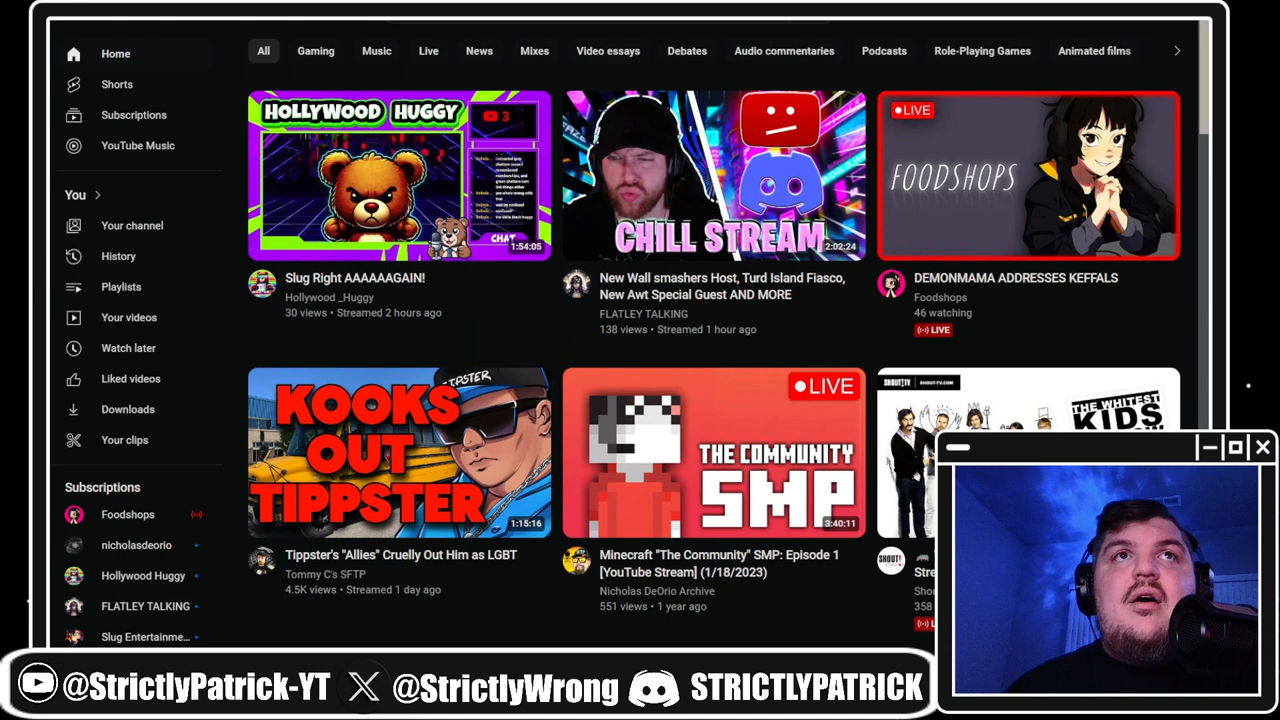 Home
Shorts
Subscriptions
YouTube Music
You
Your channel
History
Playlists
Your videos
Watch later
Liked videos
Downloads
Your clips
Subscriptions
Foodshops
nicholasdeorio
Hollywood Huggy
FLATLEY TALKING
Slug Entertainme...
All Gaming Music Live News Mixes Video essays Debates Audio commentaries Podcasts Role-Playing Games Animated films
HOLLYWOOD HUGGY
3
CHAT
1:54:05
Slug Right AAAAAAGAIN!
Hollywood _Huggy
30 views • Streamed 2 hours ago
CHILL STREAM
2:02:24
New Wall smashers Host, Turd Island Fiasco,
New Awt Special Guest AND MORE
FLATLEY TALKING
138 views • Streamed 1 hour ago
LIVE
FOODSHOPS
DEMONMAMA ADDRESSES KEFFALS
Foodshops
46 watching
LIVE
TIPPSTER
KOOKS
OUT
TIPPSTER
1:15:16
Tippster's "Allies" Cruelly Out Him as LGBT
Tommy C's SFTP
4.5K views • Streamed 1 day ago
LIVE
THE COMMUNITY
SMP
3:40:11
Minecraft "The Community" SMP: Episode 1
[YouTube Stream] (1/18/2023)
Nicholas DeOrio Archive
551 views • 1 year ago
SHOUT! TV SHOUT-TV.COM
THE WHITEST
KIDS
SHOUT!
Stre
Shou
358
@StrictlyPatrick-YT @StrictlyWrong STRICTLYPATRICK